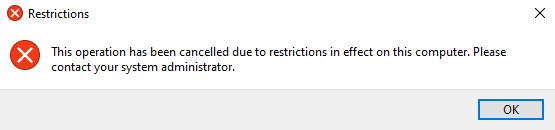 Restrictions
This operation has been cancelled due to restrictions in effect on this computer. Please
contact your system administrator.
OK